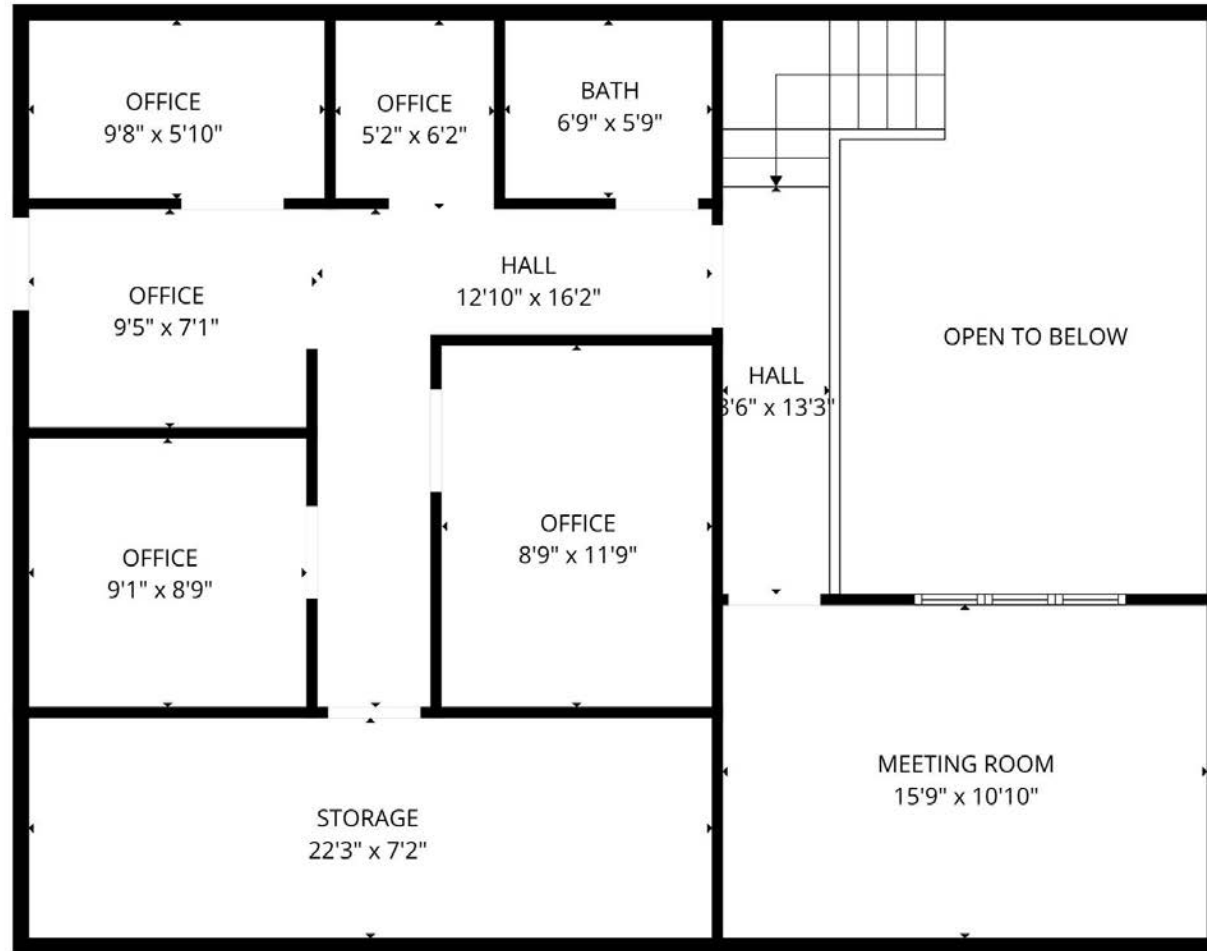 OFFICE
9'8" x 5'10"
OFFICE
5'2" x 6'2"
BATH
6'9" x 5'9"
OFFICE
9'5" x 7'1"
HALL
12'10" x 16'2"
OPEN TO BELOW
HALL
3'6" x 13'3"
OFFICE
9'1" x 8'9"
OFFICE
8'9" x 11'9"
MEETING ROOM
15'9" x 10'10"
STORAGE
22'3" x 7'2"